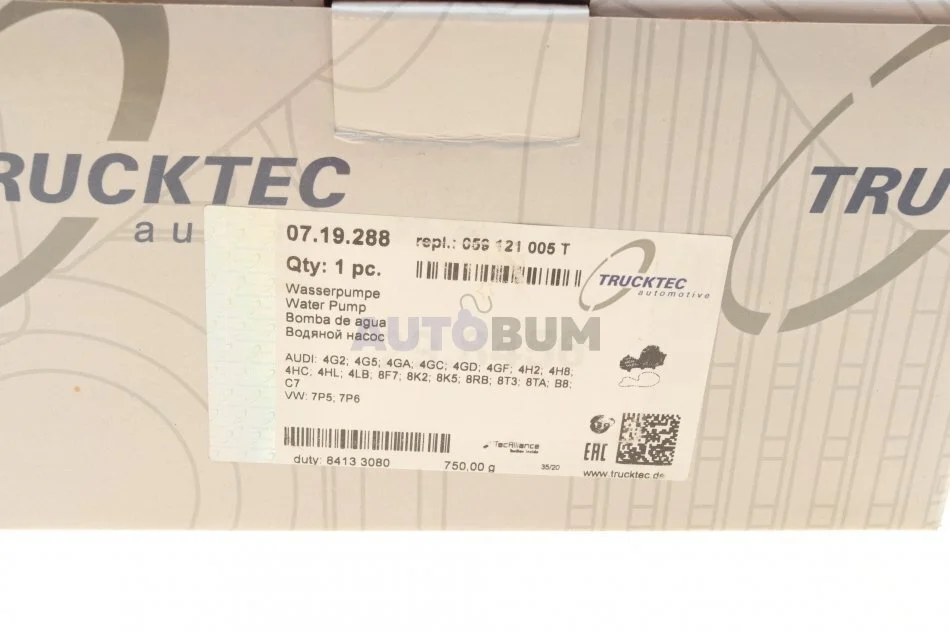 RUCKTEC
au
TRU
07.19.288
repl.: 059 121 005 T
Qty: 1 pc.
TRUCKTEC
automotive
Wasserpumpe
Water Pump
Bomba de agua
Водяной насос
AUTOBUM
AUDI: 4G2; 4G5; 4GA; 4GC; 4GD; 4GF; 4H2; 4H8;
4HC; 4HL; 4LB; 8F7; 8K2; 8K5; 8RB; 8T3; 8TA; B8;
C7
VW: 7P5; 7P6
TecAlliance
EAC
duty: 8413 3080
750,00 g
35/20
www.trucktec.de